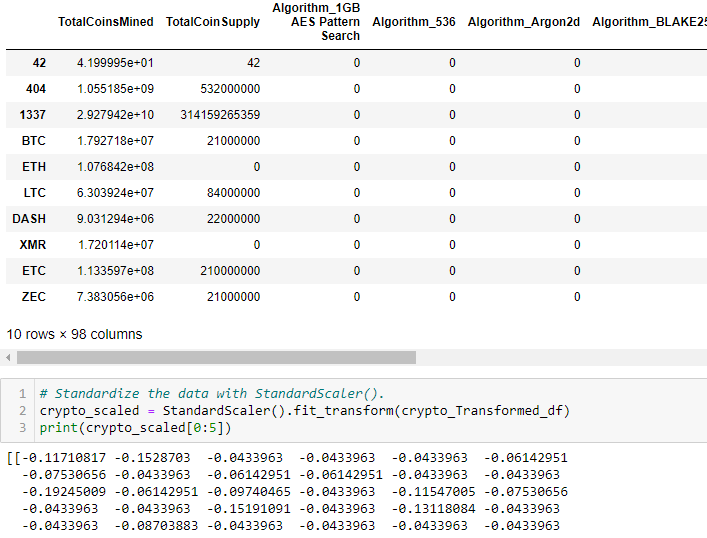 Algorithm_1GB
TotalCoinsMined TotalCoinSupply AES Pattern Algorithm_536 Algorithm_Argon2d Algorithm_BLAKE25
Search
42 4.199995e+01 42 0 0 0
404 1.055185e+09 532000000 0 0 0
1337 2.927942e+10 314159265359 0 0 0
BTC 1.792718e+07 21000000 0 0 0
ETH 1.076842e+08 0 0 0 0
LTC 6.303924e+07 84000000 0 0 0
DASH 9.031294e+06 22000000 0 0 0
XMR 1.720114e+07 0 0 0 0
ETC 1.133597e+08 210000000 0 0 0
ZEC 7.383056e+06 21000000 0 0 0
10 rows × 98 columns
1 # Standardize the data with StandardScaler().
2 crypto_scaled = StandardScaler().fit_transform(crypto_Transformed_df)
3 print(crypto_scaled[0:5])
[[-0.11710817 -0.1528703 -0.0433963 -0.0433963 -0.0433963 -0.06142951
-0.07530656 -0.0433963 -0.06142951 -0.06142951 -0.0433963 -0.0433963
-0.19245009 -0.06142951 -0.09740465 -0.0433963 -0.11547005 -0.07530656
-0.0433963 -0.0433963 -0.15191091 -0.0433963 -0.13118084 -0.0433963
-0.0433963 -0.08703883 -0.0433963 -0.0433963 -0.0433963 -0.0433963